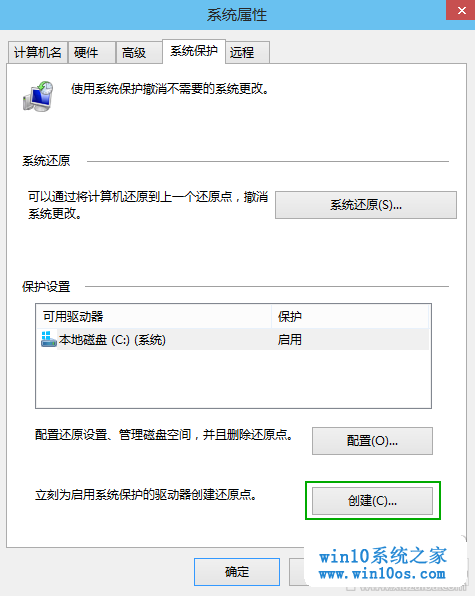 系统属性
计算机名 硬件 高级 系统保护 远程
使用系统保护撤消不需要的系统更改。
系统还原
可以通过将计算机还原到上一个还原点，撤消
系统更改。
系统还原(S)...
保护设置
可用驱动器 保护
本地磁盘 (C:) (系统) 启用
配置还原设置、管理磁盘空间，并且删除还原点。
配置(O)...
立刻为启用系统保护的驱动器创建还原点。
创建(C)...
确定
win10系统之家
www.win10os.com